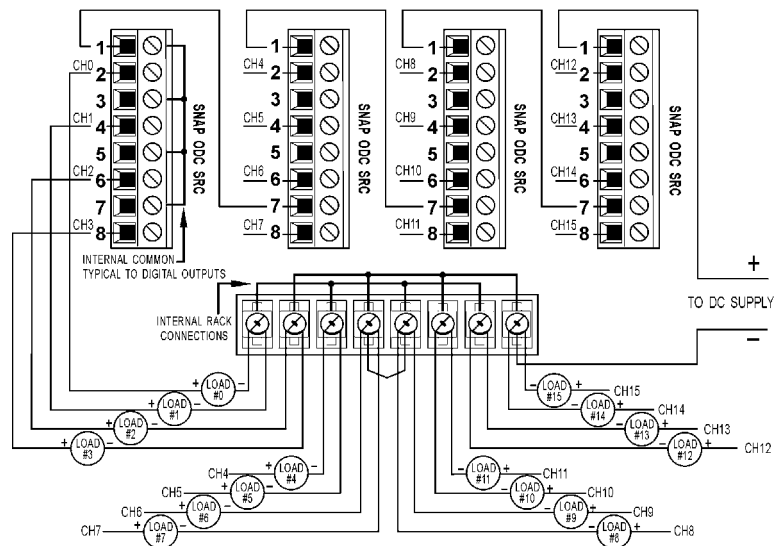 1
CH0
2
3
CH1
4
5
CH2
6
7
CH3
8
SNAP ODC SRC
1
CH4
2
3
CH5
4
5
CH6
6
7
CH7
8
SNAP ODC SRC
1
CH8
2
3
CH9
4
5
CH10
6
7
CH11
8
SNAP ODC SRC
1
CH12
2
3
CH13
4
5
CH14
6
7
CH15
8
SNAP ODC SRC
INTERNAL COMMON
TYPICAL TO DIGITAL OUTPUTS
INTERNAL RACK
CONNECTIONS
+
TO DC SUPPLY
−
+ LOAD #0 -
+ LOAD #1 -
+ LOAD #2 -
+ LOAD #3 -
CH4 + LOAD #4 -
CH5 + LOAD #5 -
CH6 + LOAD #6 -
CH7 + LOAD #7 -
- LOAD #15 + CH15
- LOAD #14 + CH14
- LOAD #13 + CH13
- LOAD #12 + CH12
- LOAD #11 + CH11
- LOAD #10 + CH10
- LOAD #9 + CH9
- LOAD #8 + CH8